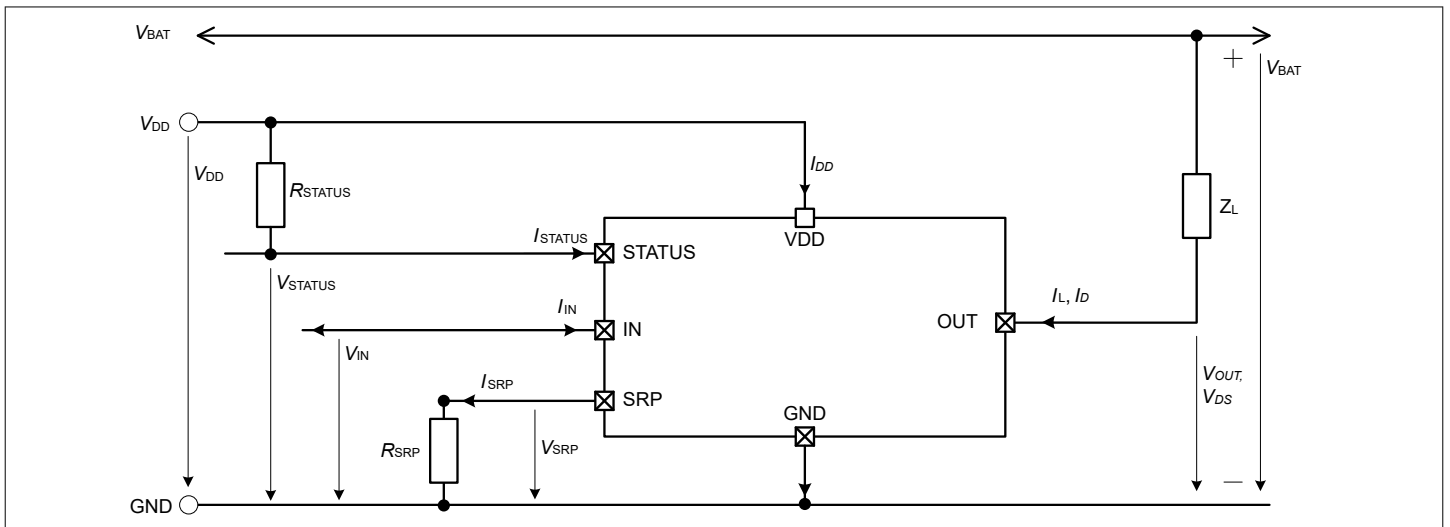 VBAT
+
VBAT
VDD
VDD
IDD
RSTATUS
ZL
ISTATUS
VDD
STATUS
VSTATUS
IL, ID
IIN
OUT
IN
VIN
VOUT,
VDS
ISRP
SRP
GND
RSRP
VSRP
GND
—